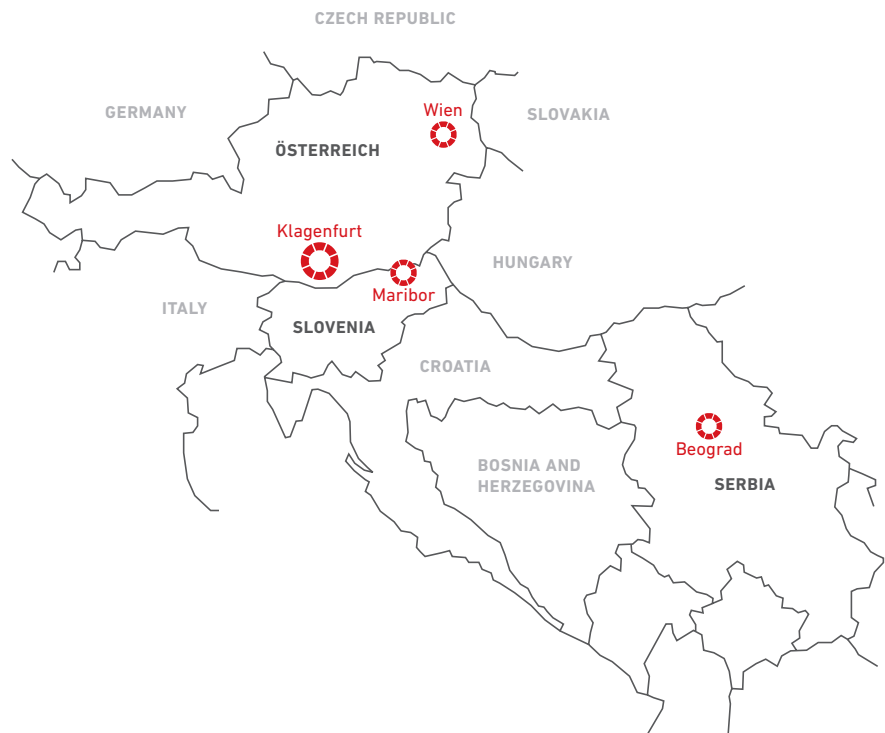 CZECH REPUBLIC
GERMANY
Wien
SLOVAKIA
ÖSTERREICH
Klagenfurt
HUNGARY
Maribor
ITALY
SLOVENIA
CROATIA
Beograd
BOSNIA AND
HERZEGOVINA
SERBIA